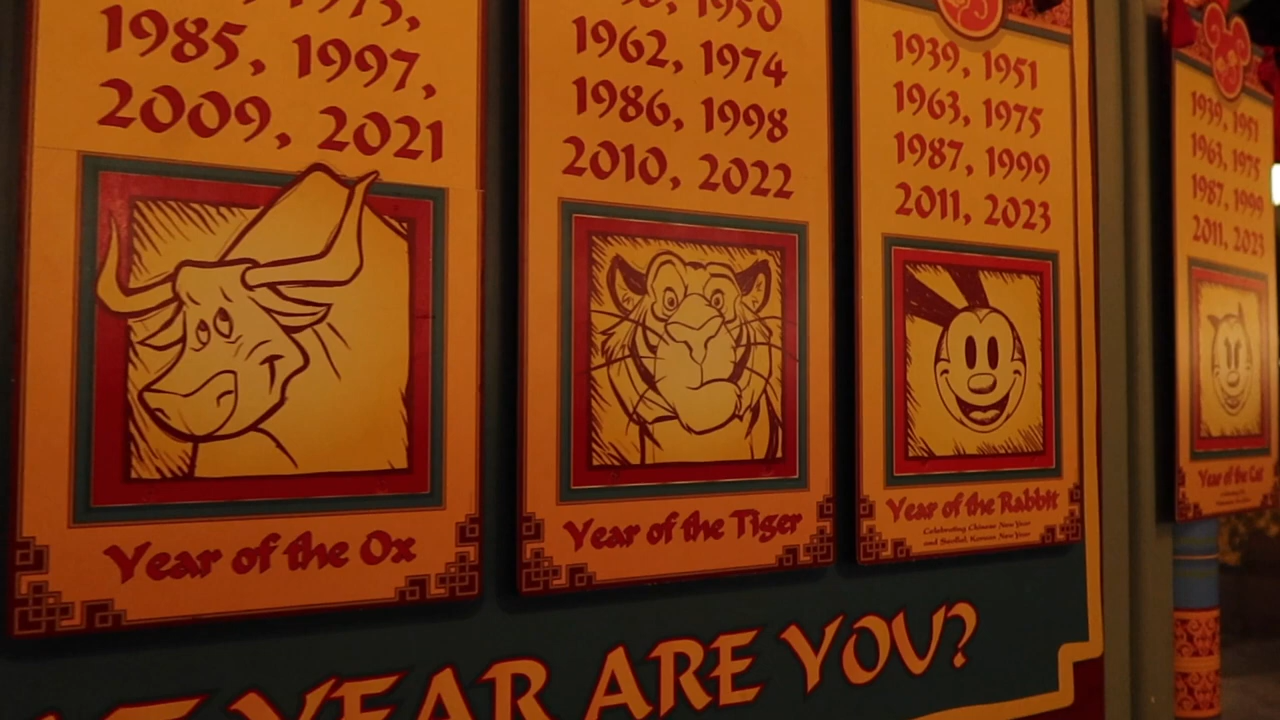 1985, 1997,
2009, 2021
Year of the Ox
1950
1962, 1974
1986, 1998
2010, 2022
Year of the Tiger
1939, 1951
1963, 1975
1987, 1999
2011, 2023
Year of the Rabbit
Celebrating Chinese New Year
and Seollal, Korean New Year
1939, 1951
1963, 1975
1987, 1999
2011, 2023
Year of the Cat
YEAR ARE YOU?